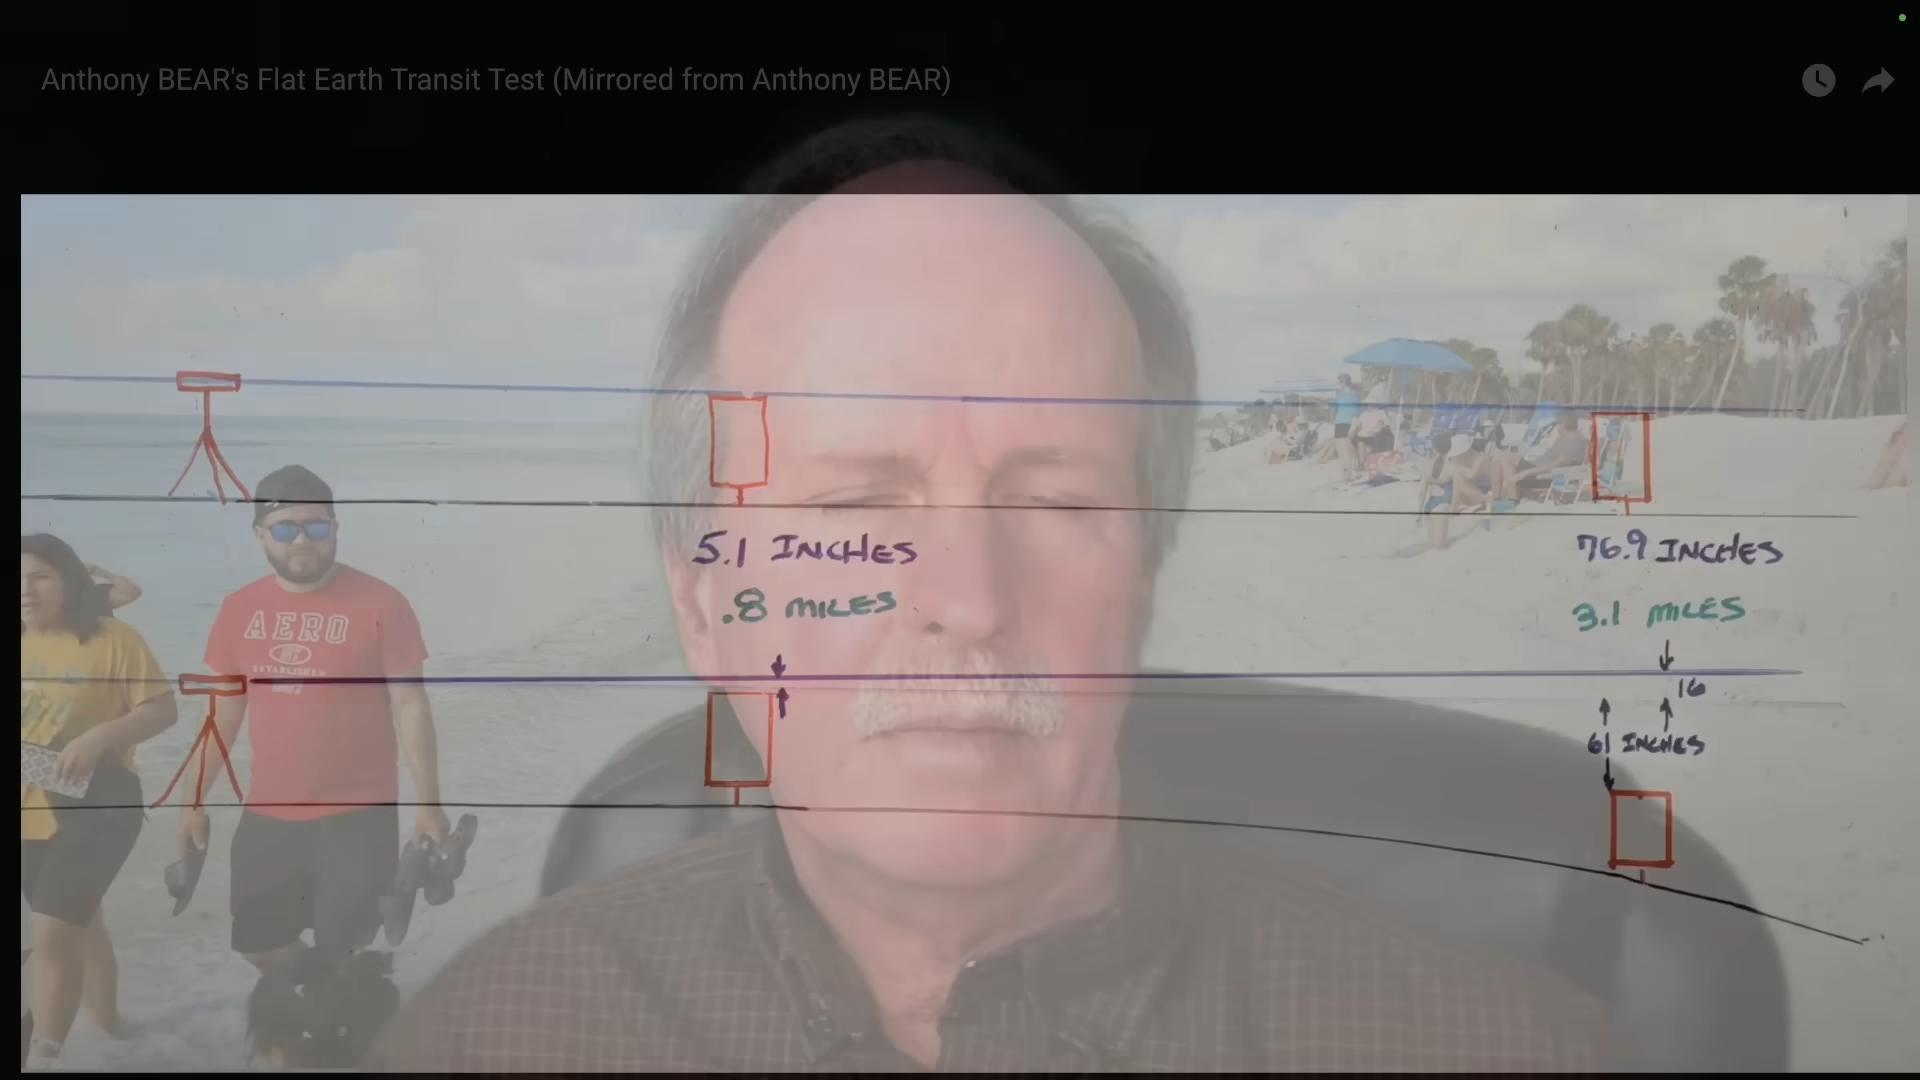 Anthony BEAR's Flat Earth Transit Test (Mirrored from Anthony BEAR)
5.1 INCHES
76.9 INCHES
.8 MILES
3.1 MILES
AERO
ESTABLISHED
16
61 INCHES